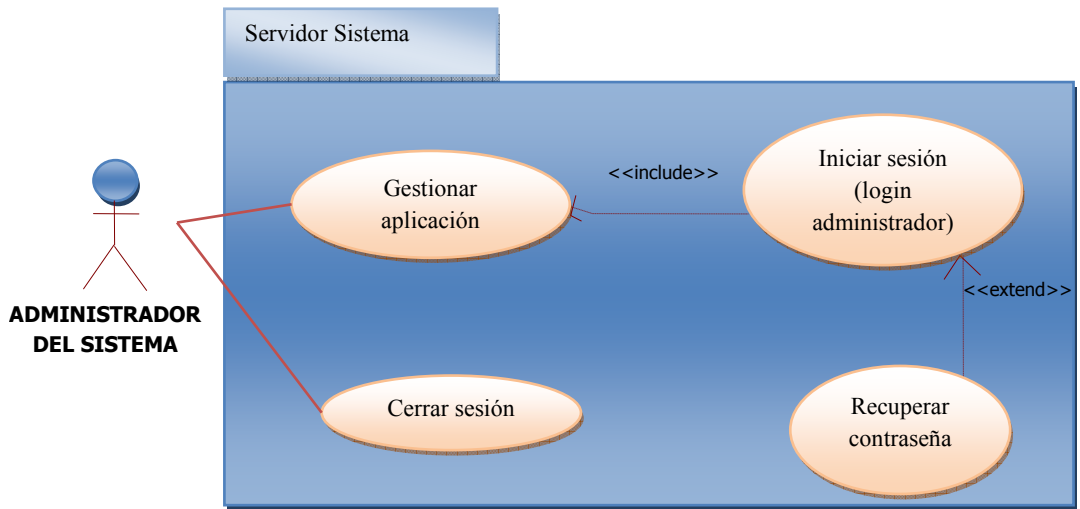 Servidor Sistema
Gestionar
aplicación
<<include>>
Iniciar sesión
(login
administrador)
<<extend>>
ADMINISTRADOR
DEL SISTEMA
Cerrar sesión
Recuperar
contraseña